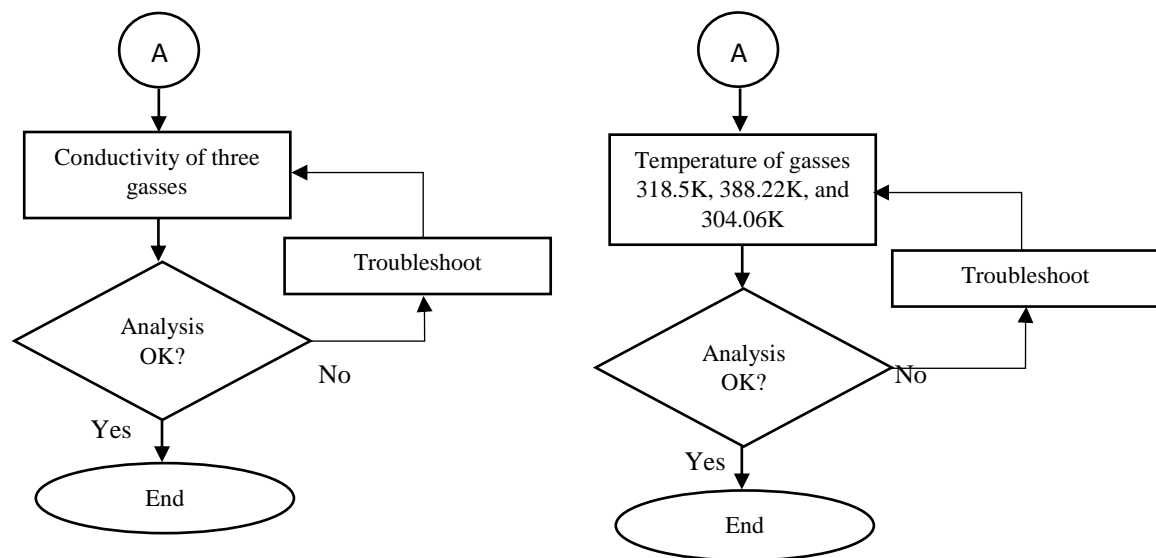 A
Conductivity of three
gasses
Troubleshoot
Analysis
OK?
No
Yes
End
A
Temperature of gasses
318.5K, 388.22K, and
304.06K
Troubleshoot
Analysis
OK?
No
Yes
End